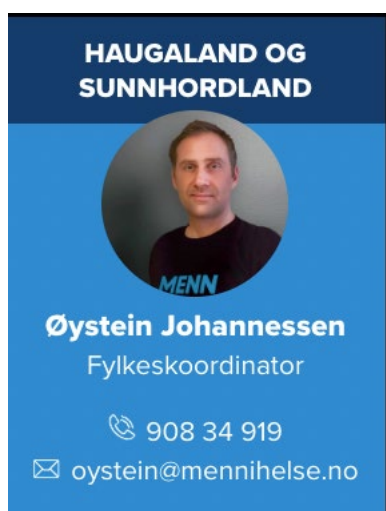 HAUGALAND OG
SUNNHORDLAND
MENN
Øystein Johannessen
Fylkeskoordinator
908 34 919
oystein@mennihelse.no